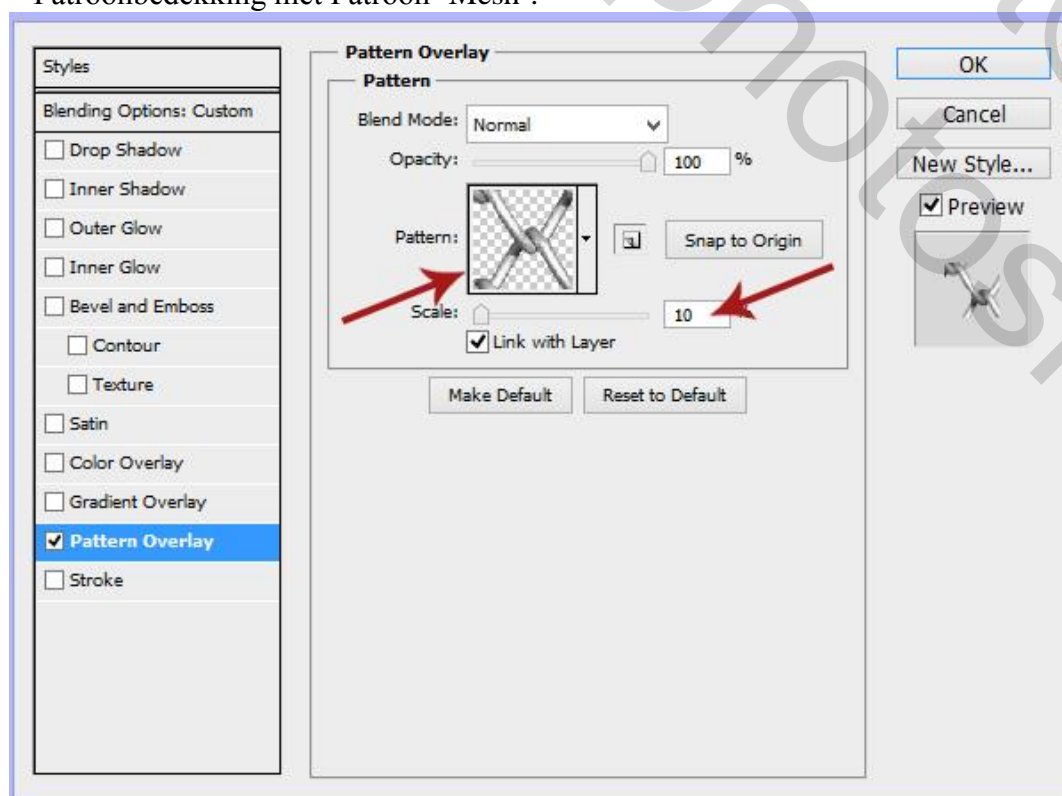 Patroonbedekking met Patroon "Mesh":
Styles
Blending Options: Custom
Drop Shadow
Inner Shadow
Outer Glow
Inner Glow
Bevel and Emboss
Contour
Texture
Satin
Color Overlay
Gradient Overlay
Pattern Overlay
Stroke
Pattern Overlay
Pattern
Blend Mode: Normal
Opacity: 100 %
Pattern: Snap to Origin
Scale: 10 %
Link with Layer
Make Default Reset to Default
OK
Cancel
New Style...
Preview